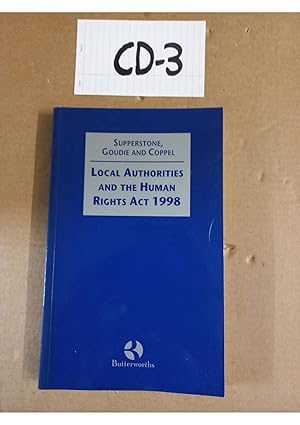 CD-3
SUPPERSTONE,
GOUDIE AND COPPEL
LOCAL AUTHORITIES
AND THE HUMAN
RIGHTS ACT 1998
Butterworths